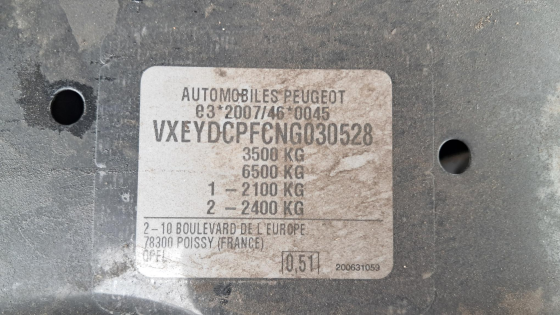 AUTOMOBILES PEUGEOT
e3*2007/46*0045
VXEYDCPFCNG030528
3500 KG
6500 KG
1 - 2100 KG
2 - 2400 KG
2 - 10 BOULEVARD DE L'EUROPE
78300 POISSY (FRANCE)
OPEL
0,51
200631059